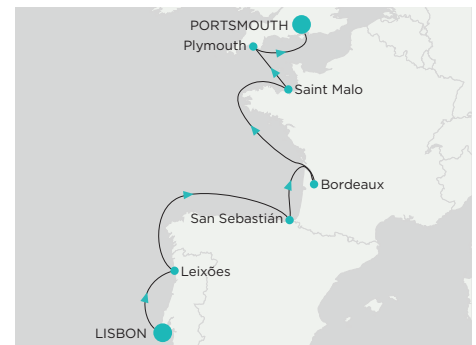 PORTSMOUTH
Plymouth
Saint Malo
Bordeaux
San Sebastián
Leixões
LISBON